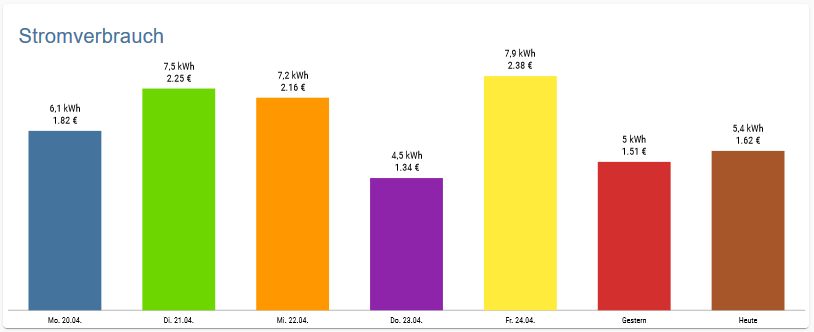 Stromverbrauch
6,1 kWh
1.82 €
7,5 kWh
2.25 €
7,2 kWh
2.16 €
4,5 kWh
1.34 €
7,9 kWh
2.38 €
5 kWh
1.51 €
5,4 kWh
1.62 €
Mo. 20.04.
Di. 21.04.
Mi. 22.04.
Do. 23.04.
Fr. 24.04.
Gestern
Heute